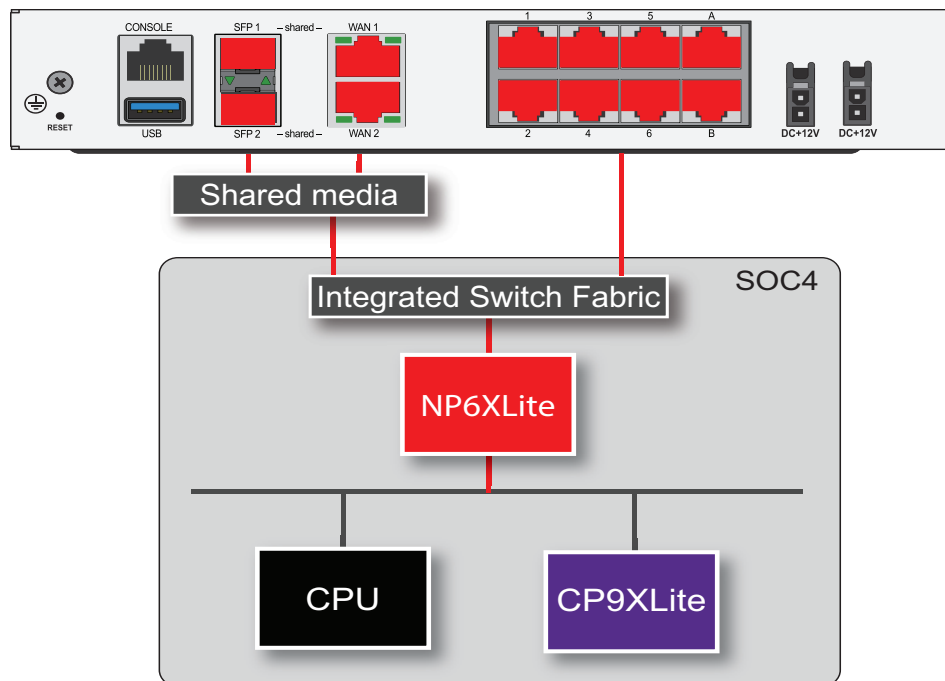 CONSOLE SFP 1 shared WAN 1 1 3 5 A
RESET USB SFP 2 shared WAN 2 2 4 6 B DC+12V DC+12V
Shared media
SOC4
Integrated Switch Fabric
NP6XLite
CPU CP9XLite